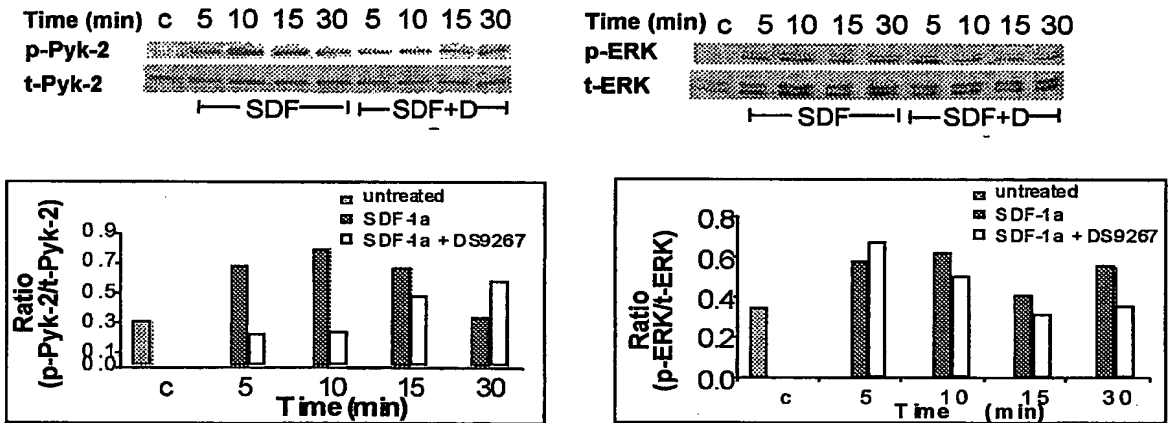 Time (min) c 5 10 15 30 5 10 15 30
p-Pyk-2
t-Pyk-2
SDF SDF+D
Time (min) c 5 10 15 30 5 10 15 30
p-ERK
t-ERK
SDF SDF+D
untreated
SDF-1a
SDF-1a + DS9267
0.9
0.7
0.5
0.3
0.1
0.0
Ratio
(p-Pyk-2/t-Pyk-2)
c 5 10 15 30
Time (min)
untreated
SDF-1a
SDF-1a + DS9267
0.8
0.6
0.4
0.2
0.0
Ratio
(p-ERK/t-ERK)
c 5 10 15 30
Time (min)